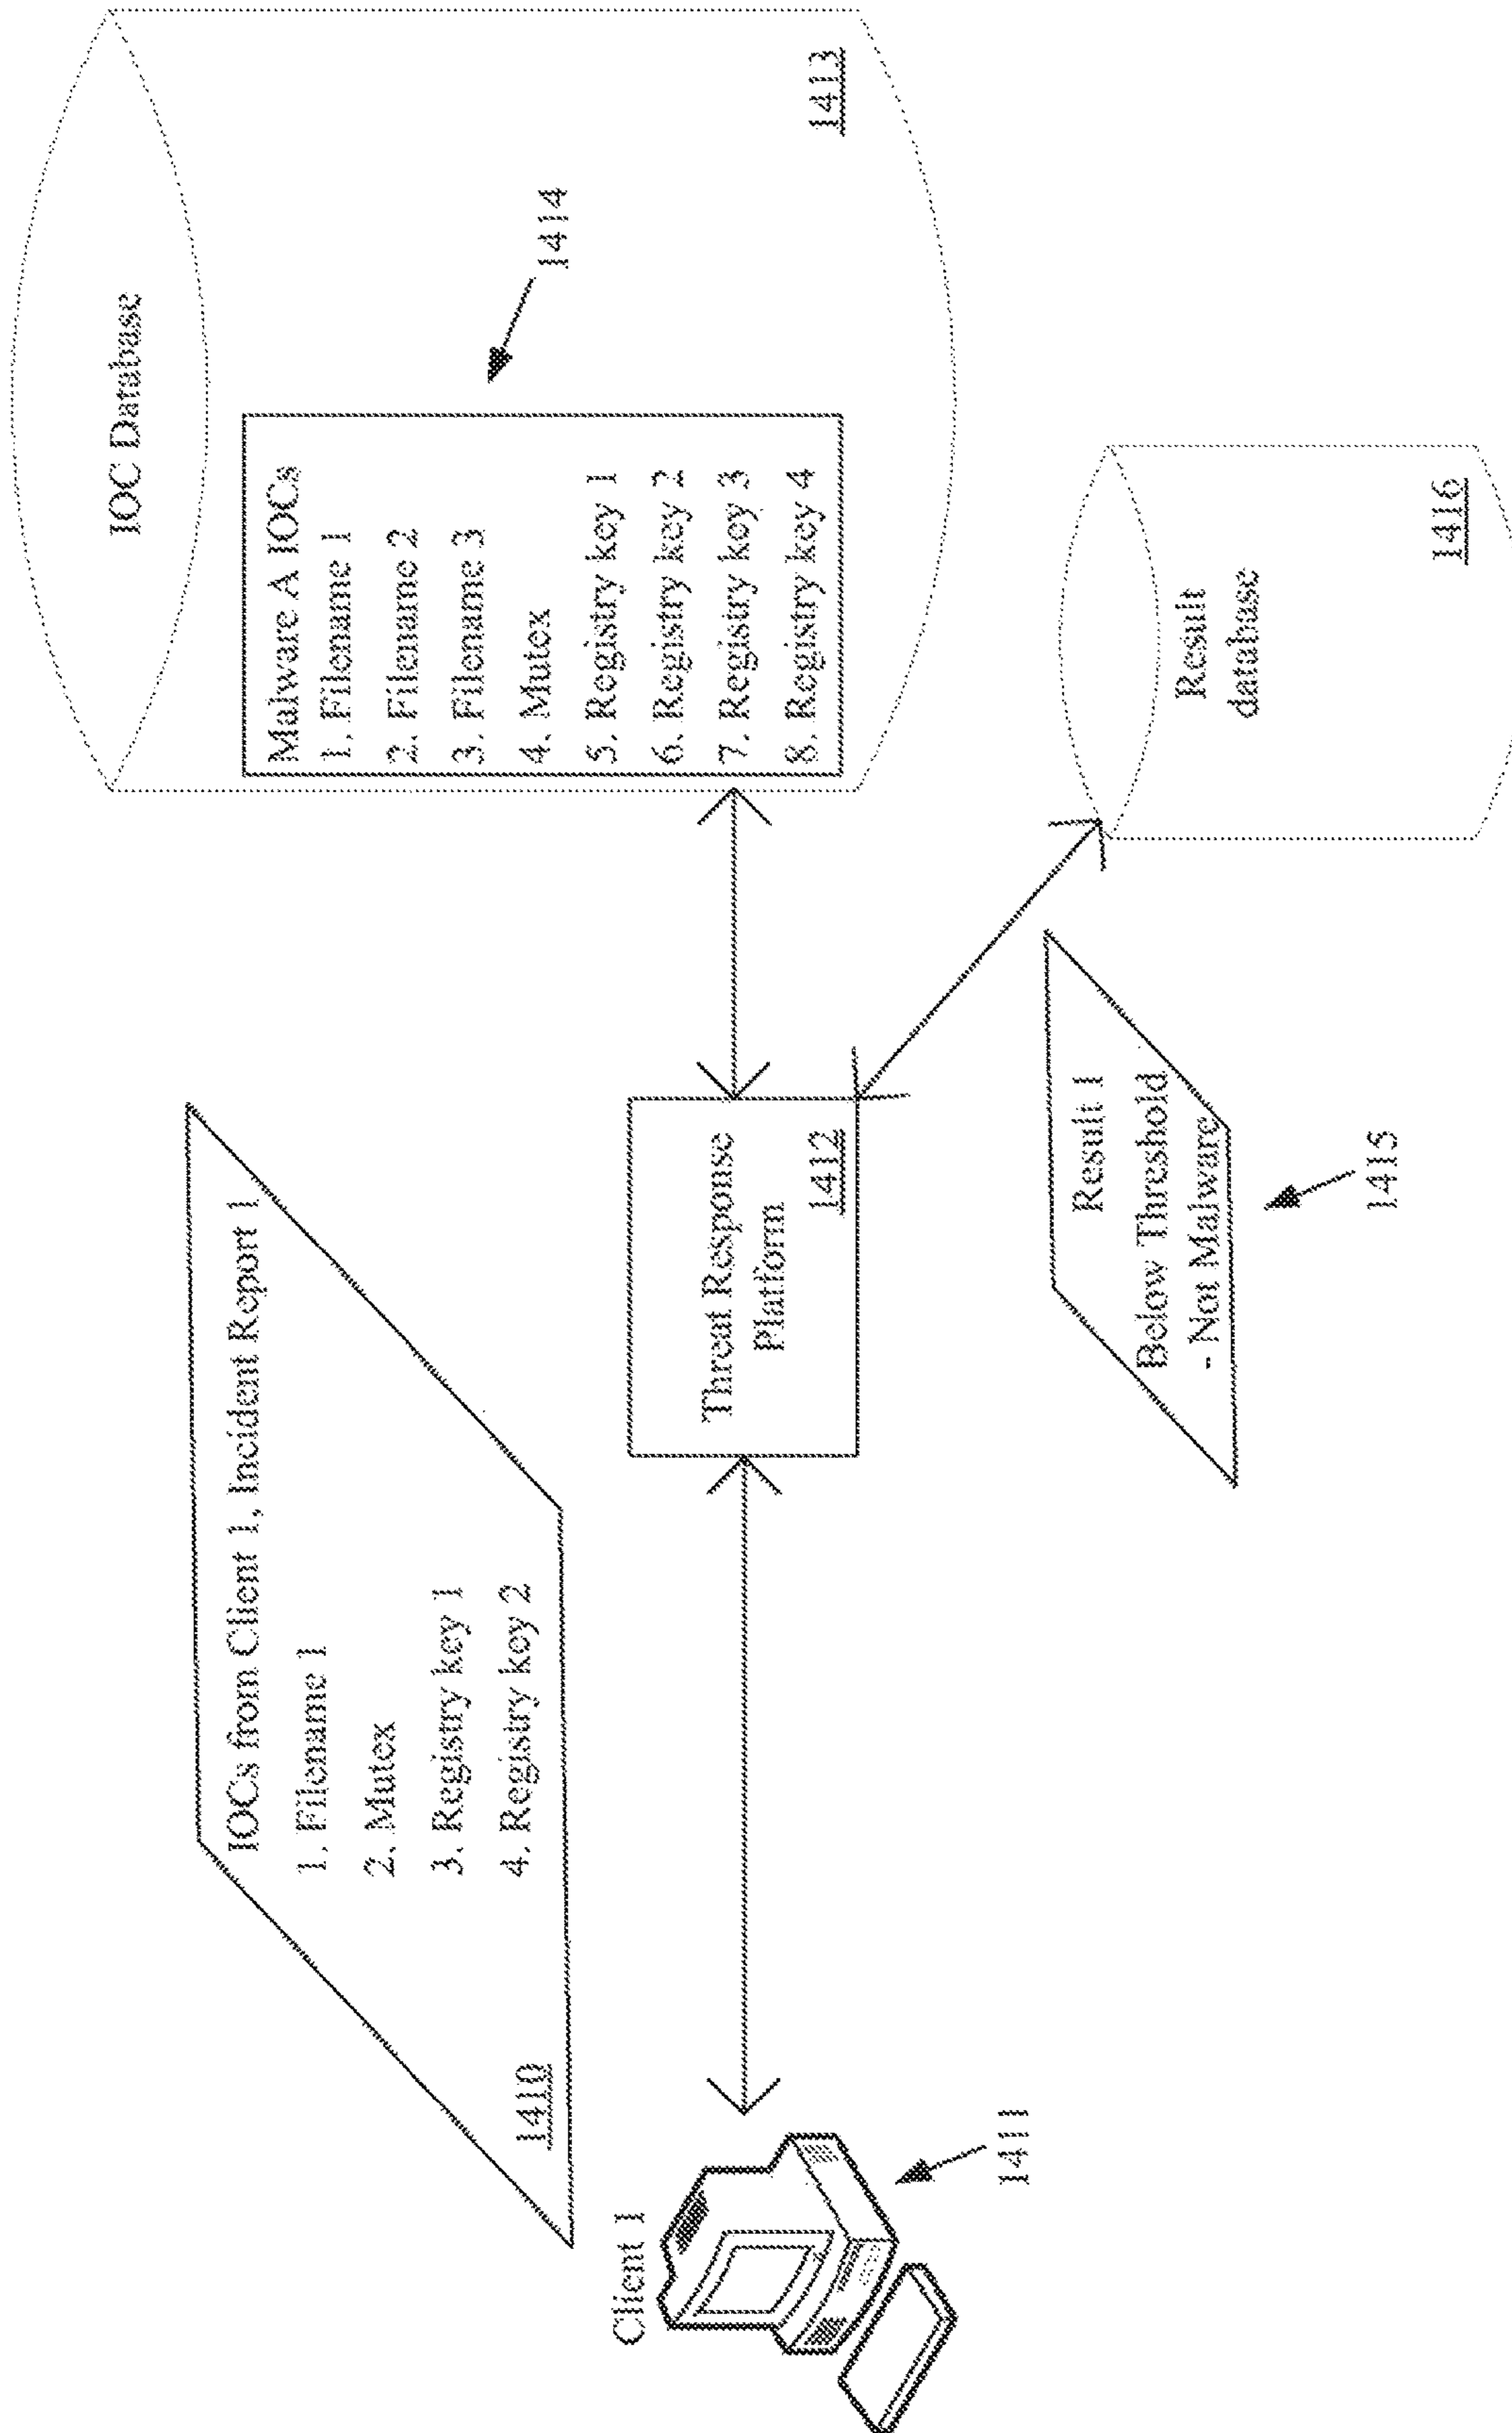 IOCs from Client 1, Incident Report 1
1. Filename 1
2. Mutex
3. Registry key 1
4. Registry key 2
1410
Client 1
1411
Threat Response
Platform
1412
IOC Database
Malware A IOCs
1. Filename 1
2. Filename 2
3. Filename 3
4. Mutex
5. Registry key 1
6. Registry key 2
7. Registry key 3
8. Registry key 4
1414
1413
Result 1
Below Threshold
- Not Malware
1415
Result
database
1416